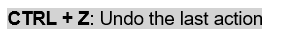 CTRL + Z: Undo the last action